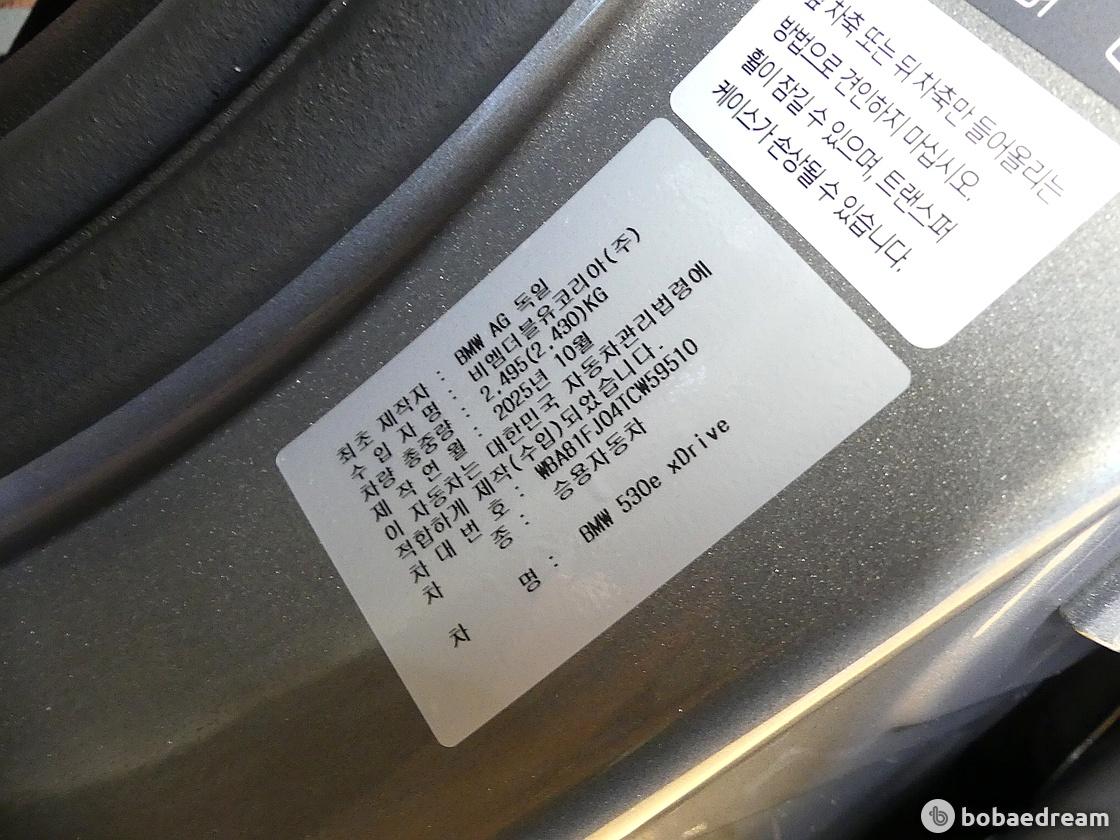 차축 또는 뒤 차축만 들어올리는
방법으로 견인하지 마십시오.
휠이 잠길 수 있으며, 트랜스퍼
케이스가 손상될 수 있습니다.
최초 제작자 : BMW AG 독일
수 입 자 명 : 비엠더블유코리아(주)
차량 총중량 : 2.495(2.430)KG
제 작 연 월 : 2025년 10월
이 자동차는 대한민국 자동차관리법령에
적합하게 제작(수입)되었습니다.
차 대 번 호 : WBA81FJ04TCW59510
차 종 : 승용자동차
차 명 : BMW 530e xDrive
bobaedream